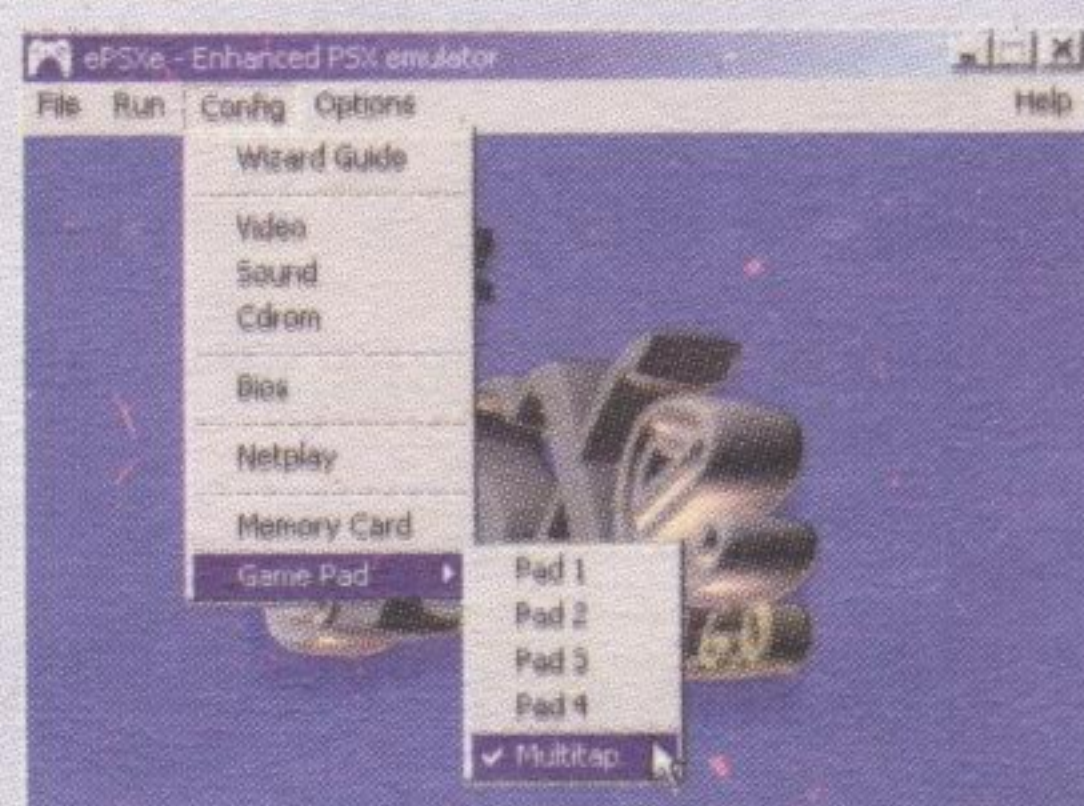 ePSXe - Enhanced PSX emulator
File Run Config Options Help
Wizard Guide
Video
Sound
Cdrom
Bios
Netplay
Memory Card
Game Pad
Pad 1
Pad 2
Pad 3
Pad 4
Multitap